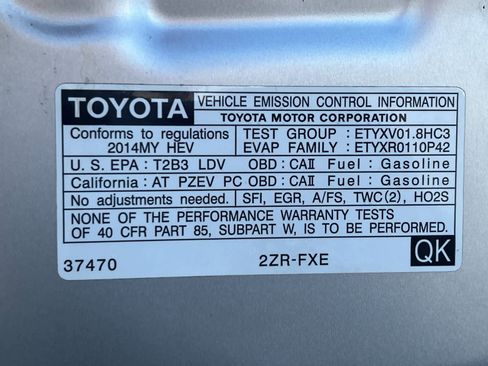 TOYOTA VEHICLE EMISSION CONTROL INFORMATION
TOYOTA MOTOR CORPORATION
Conforms to regulations TEST GROUP : ETYXV01.8HC3
2014MY HEV EVAP FAMILY : ETYXR0110P42
U. S. EPA : T2B3 LDV OBD : CAII Fuel : Gasoline
California : AT PZEV PC OBD : CAII Fuel : Gasoline
No adjustments needed. SFI, EGR, A/FS, TWC(2), HO2S
NONE OF THE PERFORMANCE WARRANTY TESTS
OF 40 CFR PART 85, SUBPART W, IS TO BE PERFORMED.
37470 2ZR-FXE QK